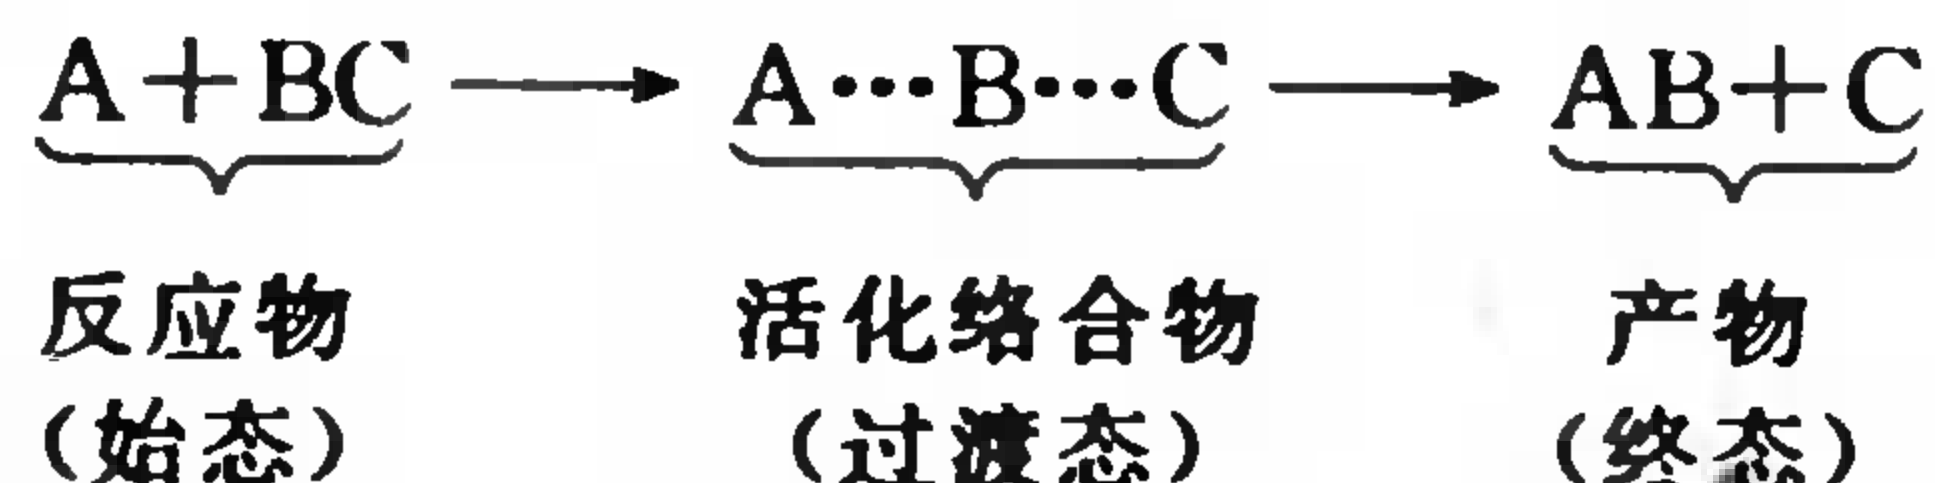 A+BC ⟶ A···B···C ⟶ AB+C
反应物 活化络合物 产物
(始态) (过渡态) (终态)